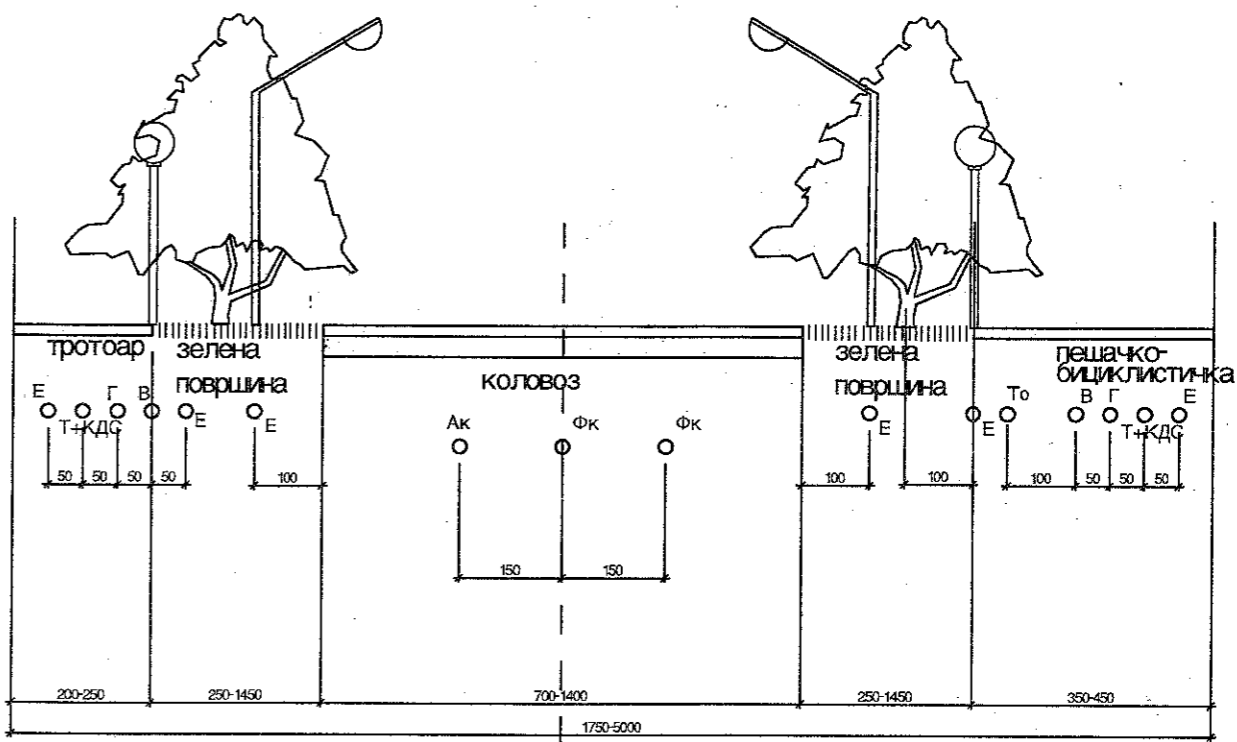 тротоар
зелена
површина
коловоз
зелена
површина
пешачко-
бициклистичка
Е
Г
В
Т+КДС
Е
Е
Ак
Фк
Фк
Е
Е
То
В
Г
Т+КДС
Е
50
50
50
50
100
150
150
100
100
100
50
50
50
200-250
250-1450
700-1400
250-1450
350-450
1750-5000